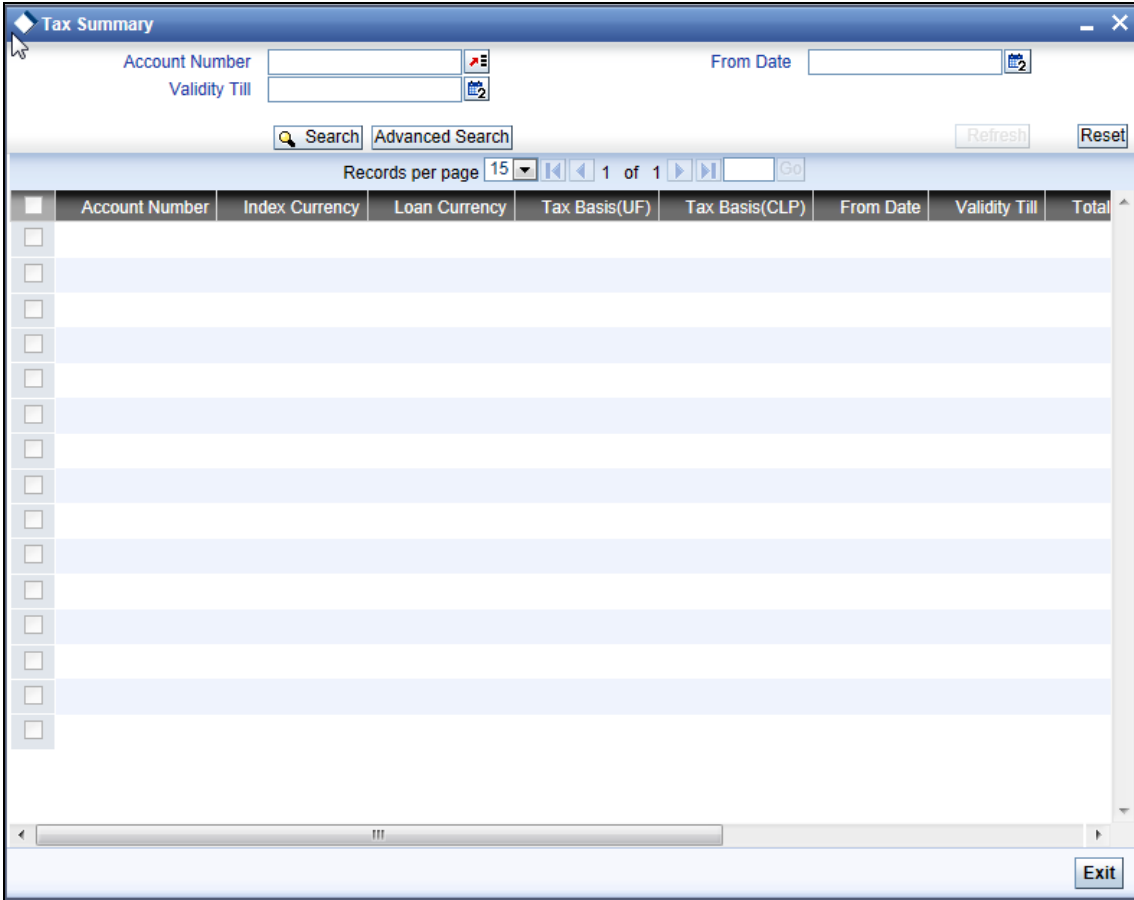 Tax Summary
Account Number From Date
Validity Till
Search Advanced Search Refresh Reset
Records per page 15 1 of 1 Go
Account Number Index Currency Loan Currency Tax Basis(UF) Tax Basis(CLP) From Date Validity Till Total
Exit